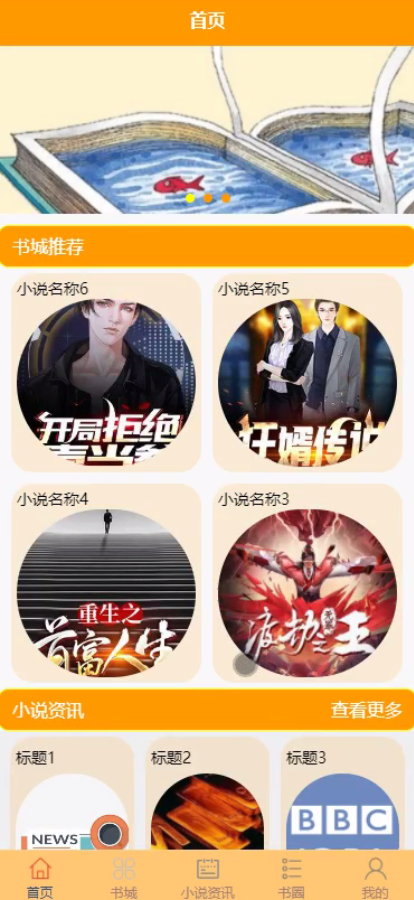 首页
书城推荐
小说名称6
小说名称5
开局拒绝
狂婿传说
小说名称4
小说名称3
重生之
首富人生
渡劫之王
小说资讯 查看更多
标题1
标题2
标题3
NEWS
BBC
首页
书城
小说资讯
书圈
我的